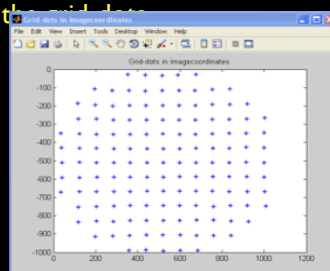 the grid dots
Grid-dots in imagecoordinates
File Edit View Insert Tools Desktop Window Help
Grid-dots in imagecoordinates
0
-100
-200
-300
-400
-500
-600
-700
-800
-900
-1000
0 200 400 600 800 1000 1200